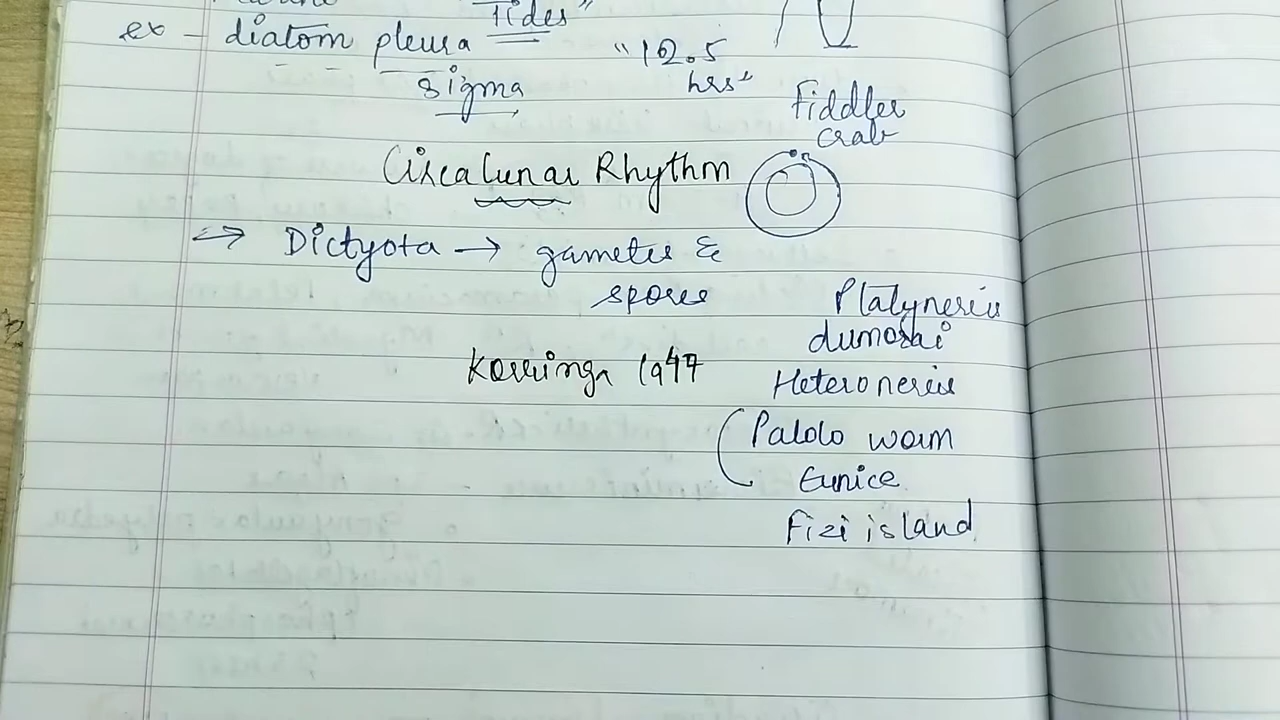 Tides"
ex - diatom pleura
"12.5
sigma
hrs"
Fiddler
crab
Circalunar Rhythm
⇒ Dictyota → gametes &
spores
Platynereis
dumorai
Korringa 1947
Heteronereis
Palolo worm
Eunice
Fizi island